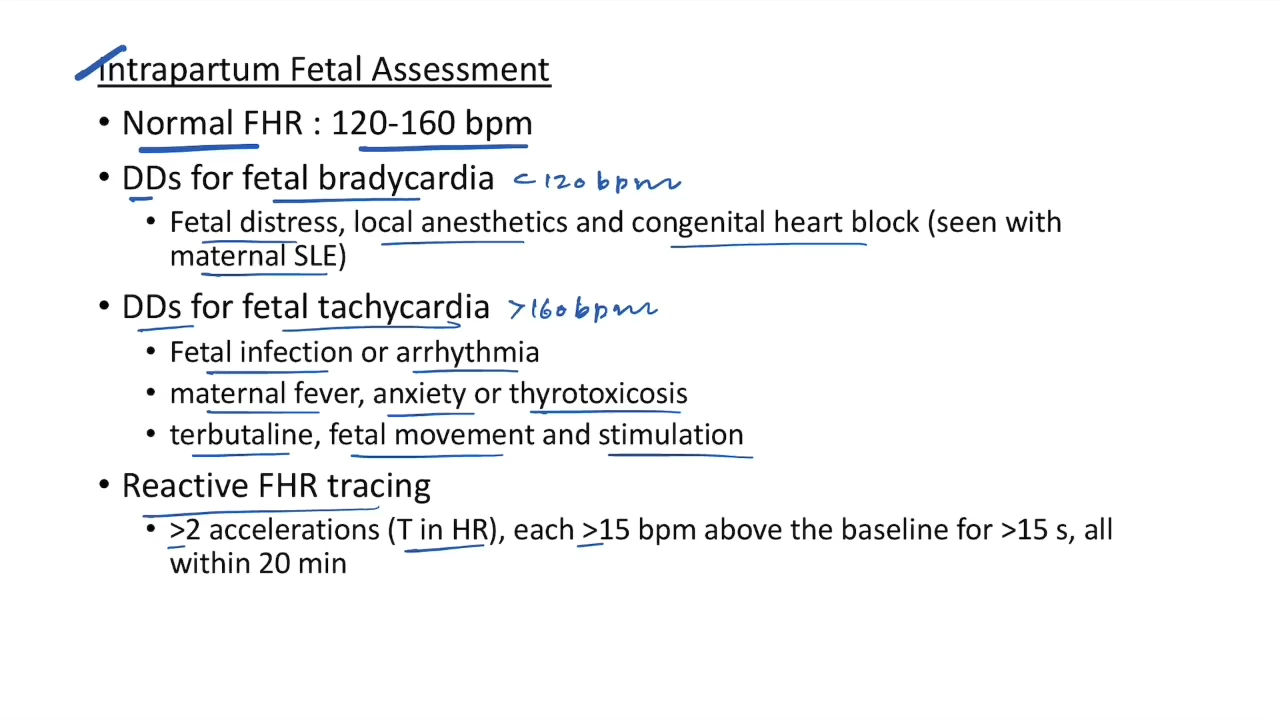 Intrapartum Fetal Assessment
• Normal FHR : 120-160 bpm
• DDs for fetal bradycardia <120 bpm
• Fetal distress, local anesthetics and congenital heart block (seen with
maternal SLE)
• DDs for fetal tachycardia >160 bpm
• Fetal infection or arrhythmia
• maternal fever, anxiety or thyrotoxicosis
• terbutaline, fetal movement and stimulation
• Reactive FHR tracing
• >2 accelerations (T in HR), each >15 bpm above the baseline for >15 s, all
within 20 min